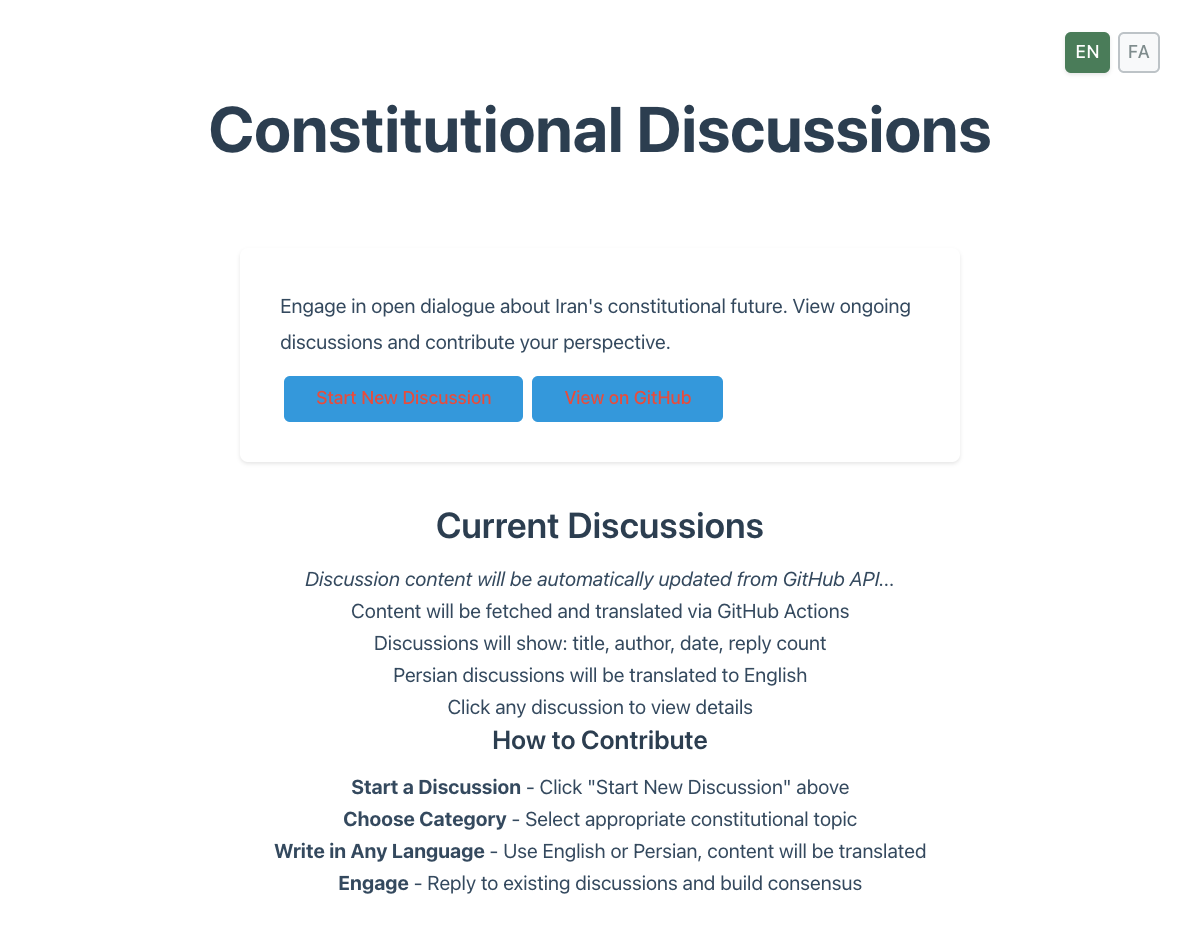 EN FA
Constitutional Discussions
Engage in open dialogue about Iran's constitutional future. View ongoing
discussions and contribute your perspective.
Start New Discussion View on GitHub
Current Discussions
Discussion content will be automatically updated from GitHub API...
Content will be fetched and translated via GitHub Actions
Discussions will show: title, author, date, reply count
Persian discussions will be translated to English
Click any discussion to view details
How to Contribute
Start a Discussion - Click "Start New Discussion" above
Choose Category - Select appropriate constitutional topic
Write in Any Language - Use English or Persian, content will be translated
Engage - Reply to existing discussions and build consensus